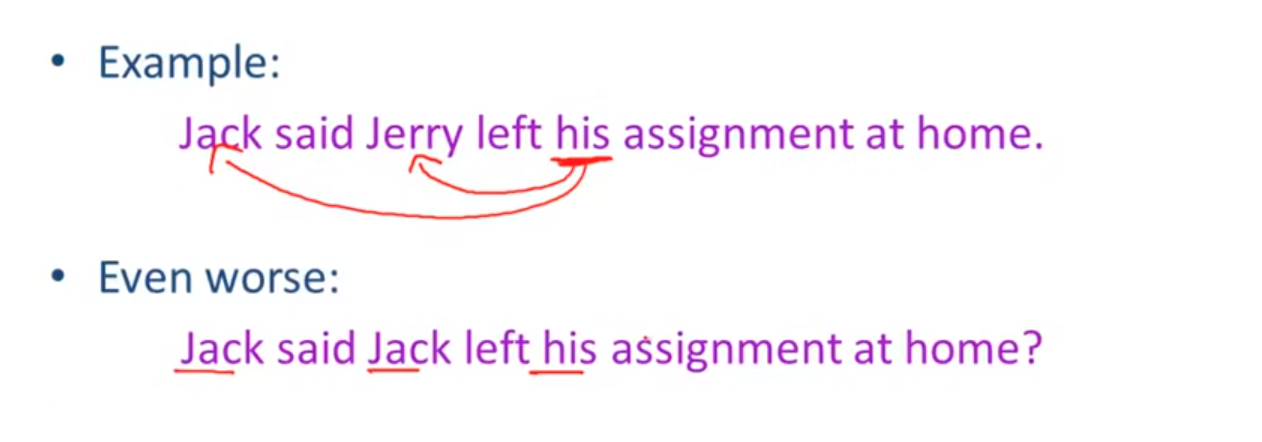 • Example:
Jack said Jerry left his assignment at home.
• Even worse:
Jack said Jack left his assignment at home?